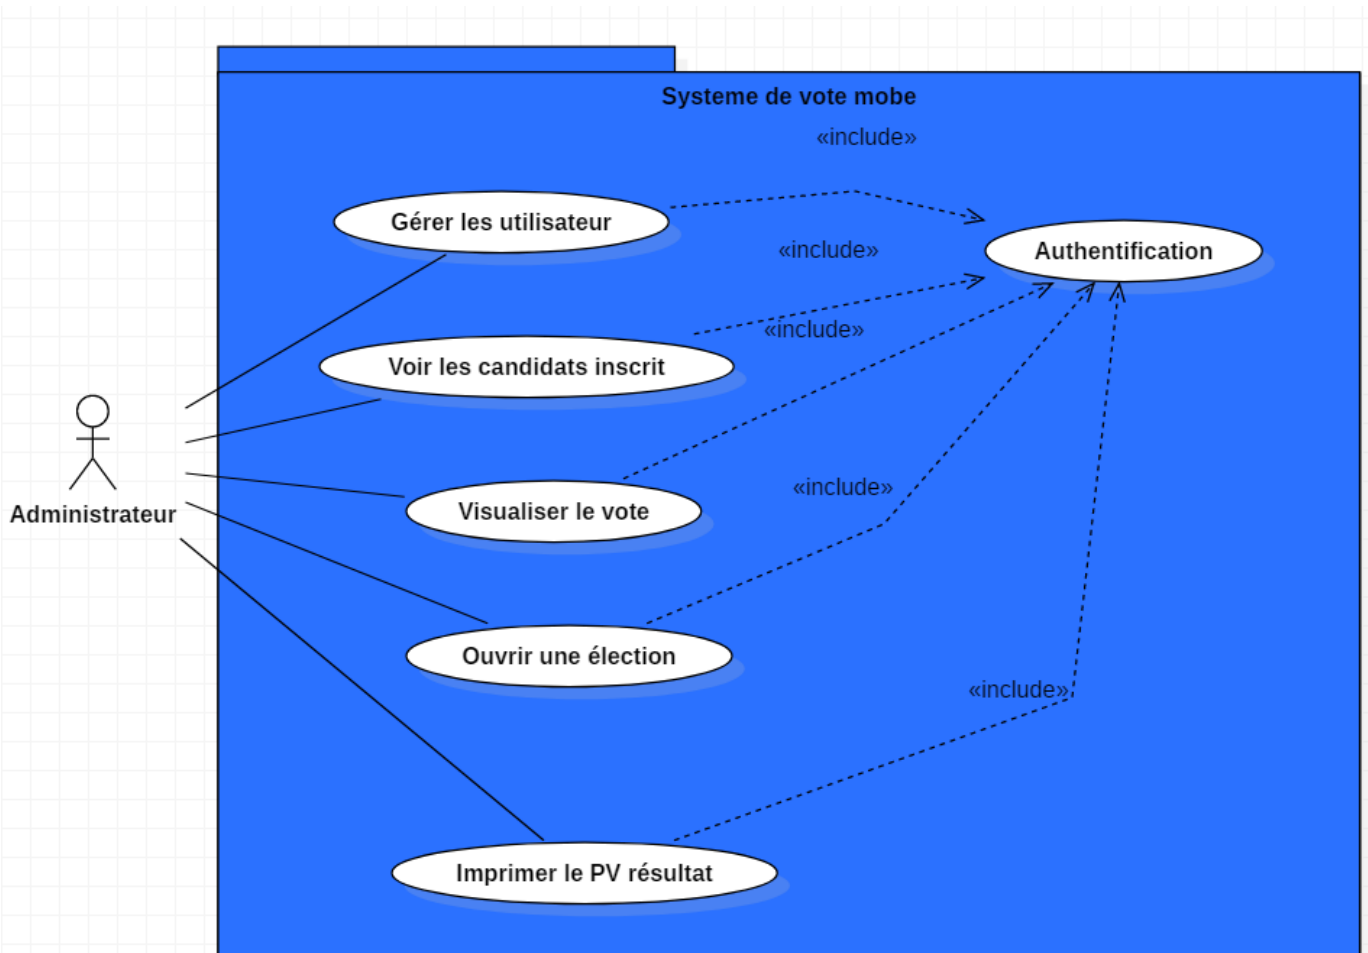 Systeme de vote mobe
«include»
Gérer les utilisateur
«include»
Authentification
«include»
Voir les candidats inscrit
Administrateur
«include»
Visualiser le vote
Ouvrir une élection
«include»
Imprimer le PV résultat